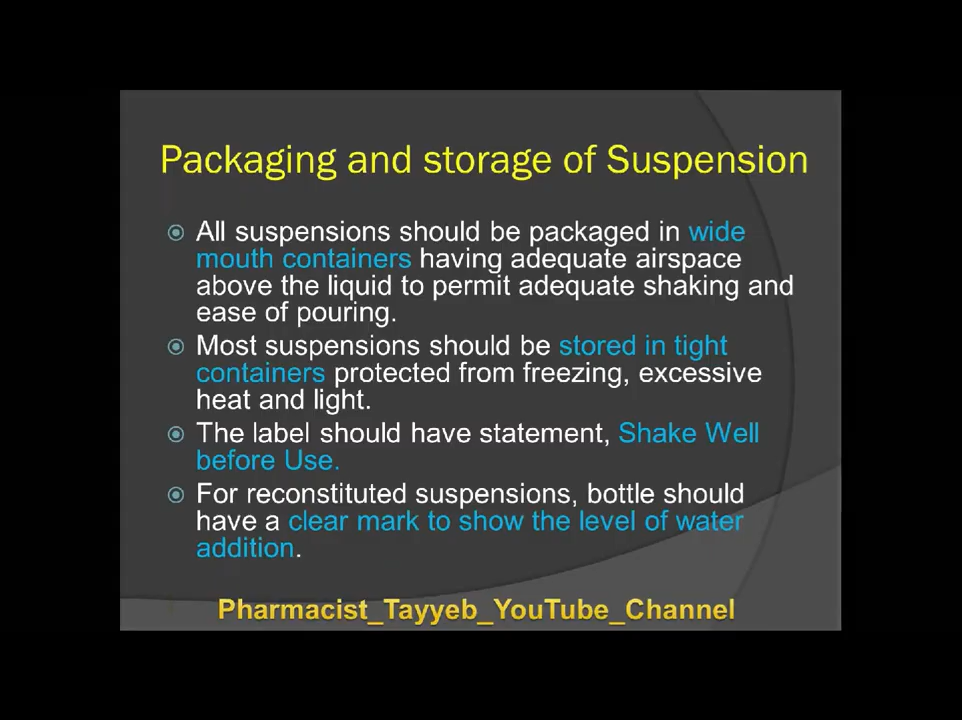 Packaging and storage of Suspension
All suspensions should be packaged in wide
mouth containers having adequate airspace
above the liquid to permit adequate shaking and
ease of pouring.
Most suspensions should be stored in tight
containers protected from freezing, excessive
heat and light.
The label should have statement, Shake Well
before Use.
For reconstituted suspensions, bottle should
have a clear mark to show the level of water
addition.
Pharmacist_Tayyeb_YouTube_Channel